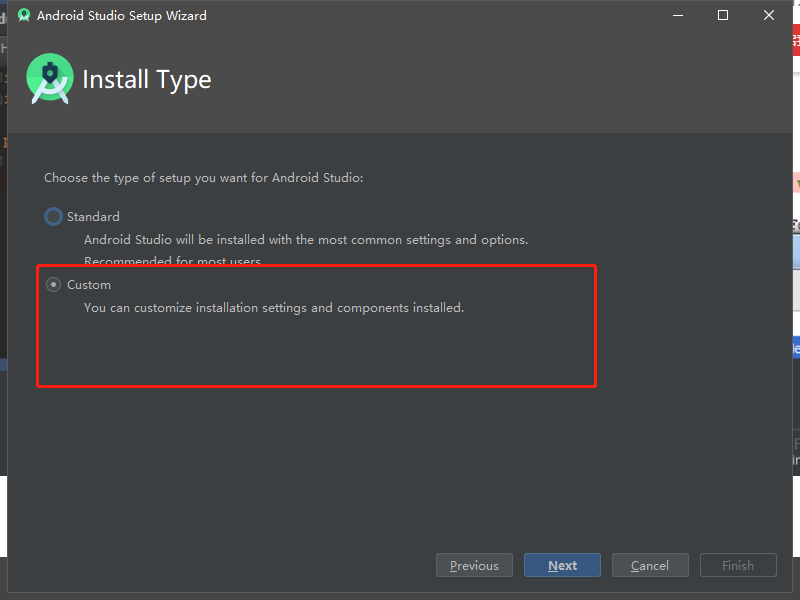 Android Studio Setup Wizard
Install Type
Choose the type of setup you want for Android Studio:
Standard
Android Studio will be installed with the most common settings and options.
Recommended for most users.
Custom
You can customize installation settings and components installed.
Previous
Next
Cancel
Finish